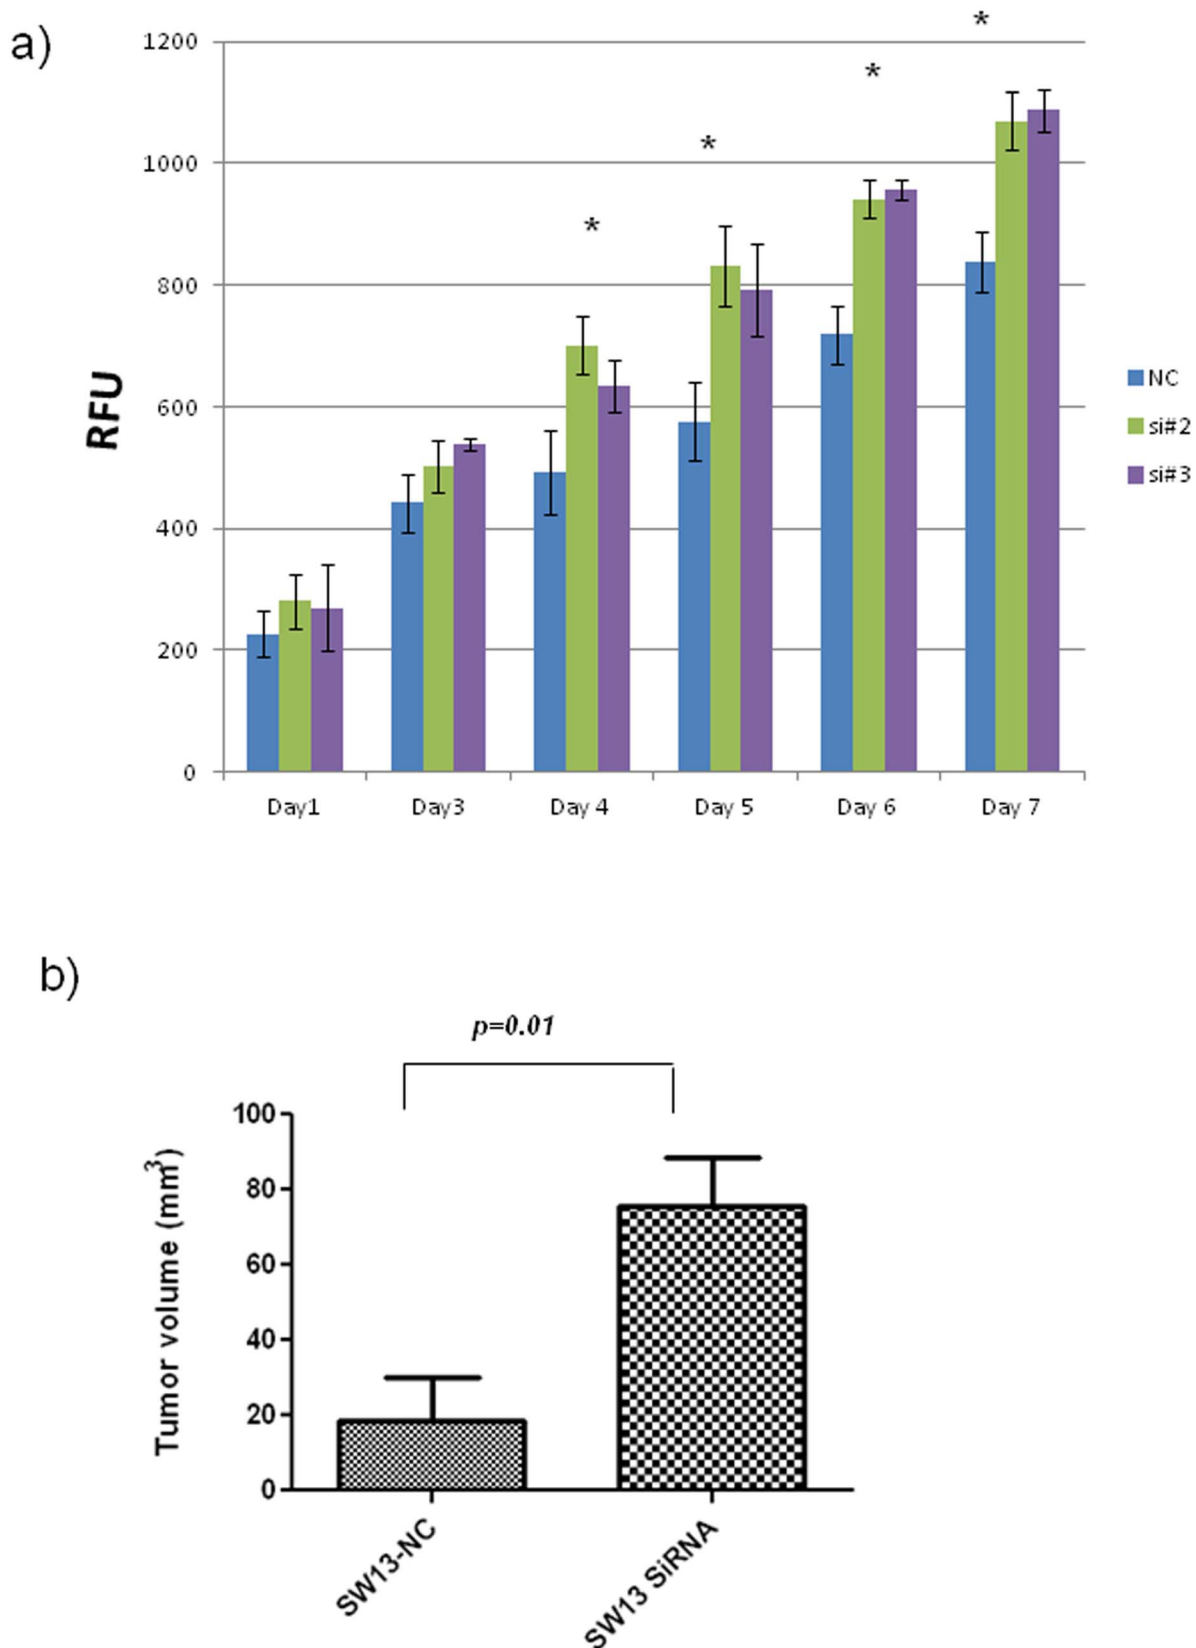 a)
RFU
1200
1000
800
600
400
200
0
*
*
*
*
Day1 Day3 Day 4 Day 5 Day 6 Day 7
NC
si#2
si#3
b)
p=0.01
Tumor volume (mm³)
100
80
60
40
20
0
SW13-NC
SW13 SiRNA